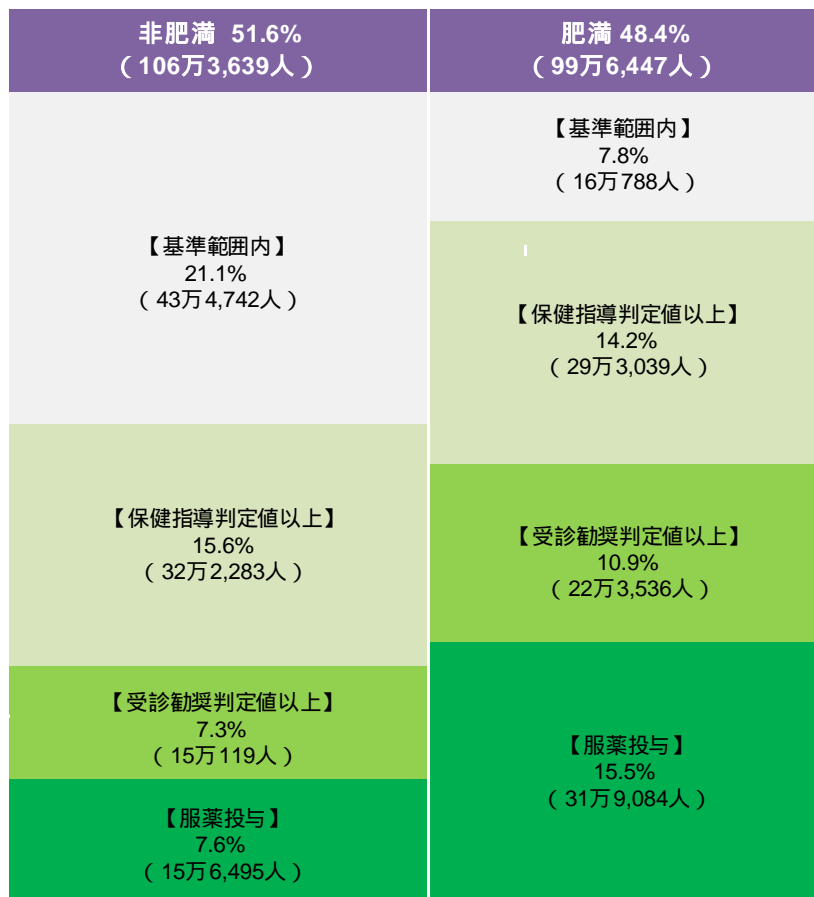 非肥満 51.6%
（106万3,639人）
【基準範囲内】
21.1%
（43万4,742人）
【保健指導判定値以上】
15.6%
（32万2,283人）
【受診勧奨判定値以上】
7.3%
（15万119人）
【服薬投与】
7.6%
（15万6,495人）
肥満 48.4%
（99万6,447人）
【基準範囲内】
7.8%
（16万788人）
【保健指導判定値以上】
14.2%
（29万3,039人）
【受診勧奨判定値以上】
10.9%
（22万3,536人）
【服薬投与】
15.5%
（31万9,084人）